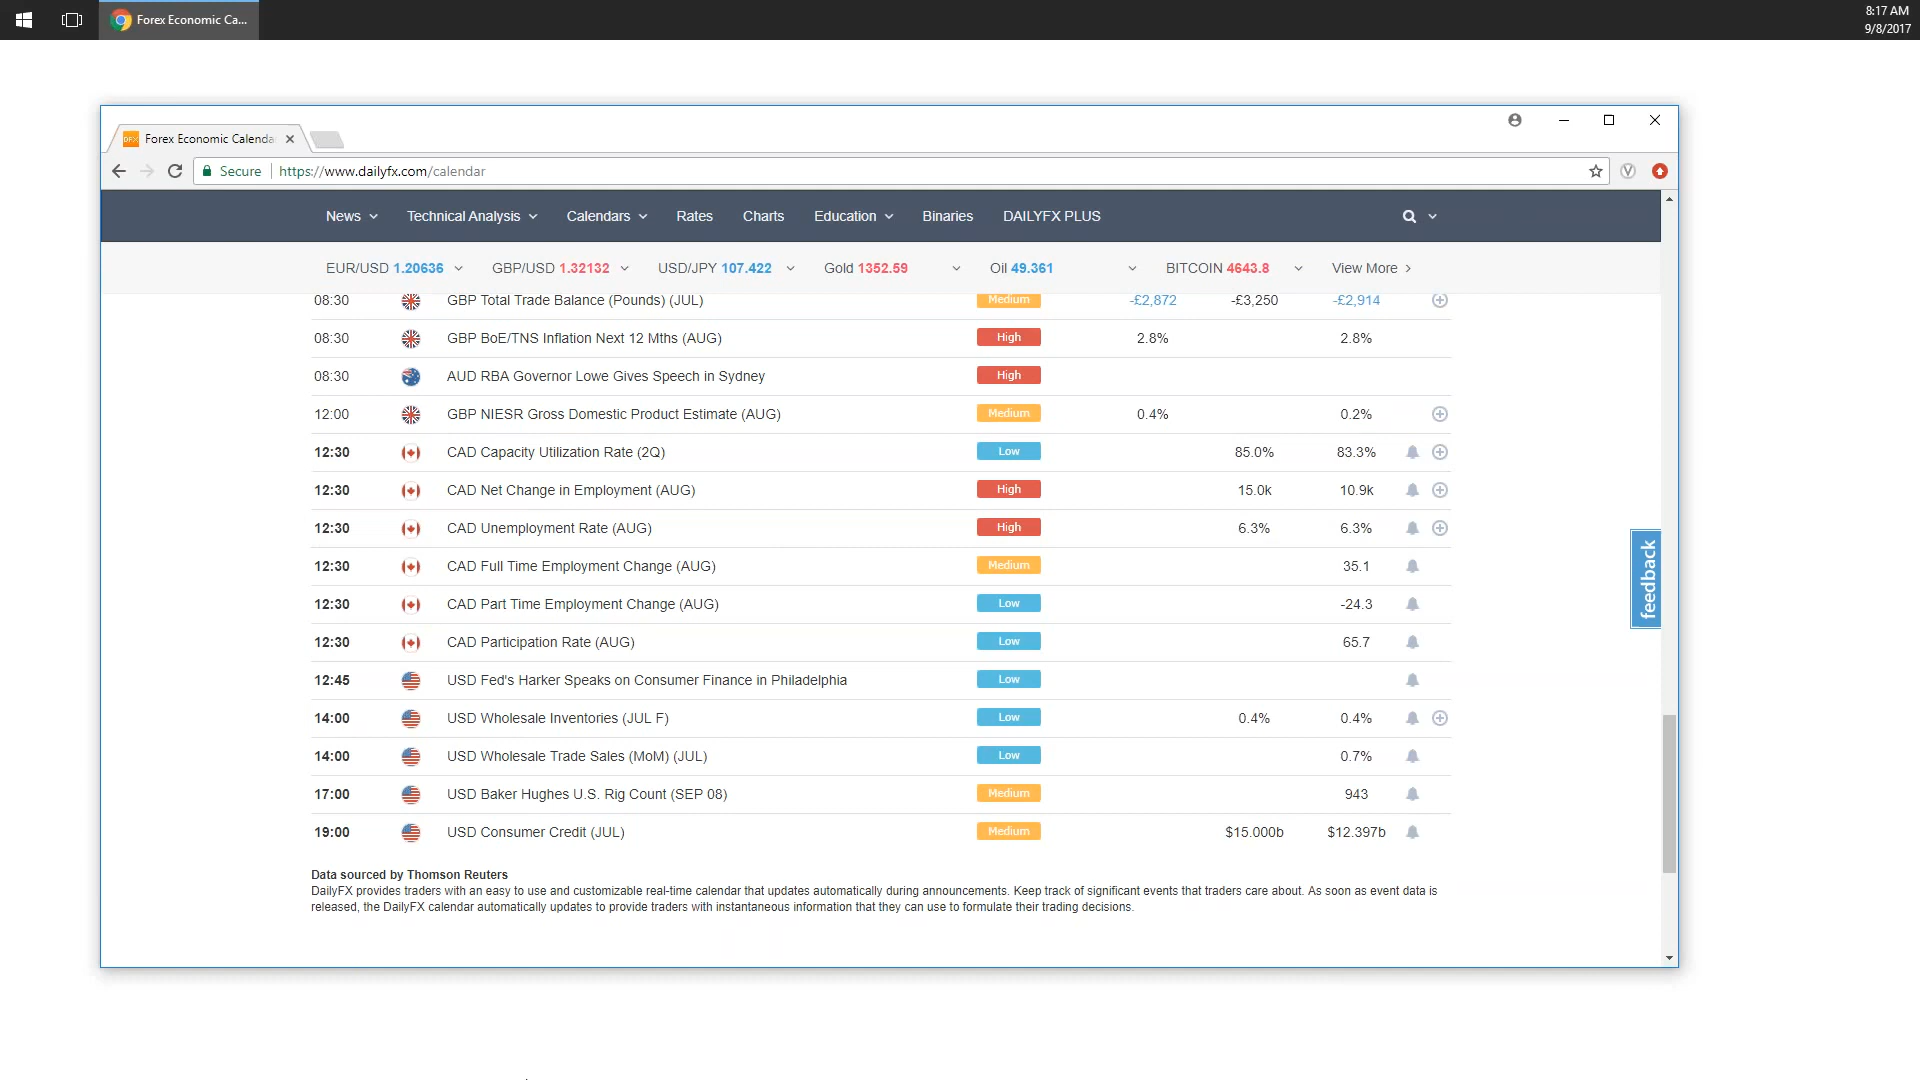 Forex Economic Ca...
8:17 AM
9/8/2017
Forex Economic Calenda
Secure https://www.dailyfx.com/calendar
News Technical Analysis Calendars Rates Charts Education Binaries DAILYFX PLUS
EUR/USD 1.20636 GBP/USD 1.32132 USD/JPY 107.422 Gold 1352.59 Oil 49.361 BITCOIN 4643.8 View More
08:30 GBP Total Trade Balance (Pounds) (JUL) Medium -£2,872 -£3,250 -£2,914
08:30 GBP BoE/TNS Inflation Next 12 Mths (AUG) High 2.8% 2.8%
08:30 AUD RBA Governor Lowe Gives Speech in Sydney High
12:00 GBP NIESR Gross Domestic Product Estimate (AUG) Medium 0.4% 0.2%
12:30 CAD Capacity Utilization Rate (2Q) Low 85.0% 83.3%
12:30 CAD Net Change in Employment (AUG) High 15.0k 10.9k
12:30 CAD Unemployment Rate (AUG) High 6.3% 6.3%
12:30 CAD Full Time Employment Change (AUG) Medium 35.1
12:30 CAD Part Time Employment Change (AUG) Low -24.3
12:30 CAD Participation Rate (AUG) Low 65.7
12:45 USD Fed's Harker Speaks on Consumer Finance in Philadelphia Low
14:00 USD Wholesale Inventories (JUL F) Low 0.4% 0.4%
14:00 USD Wholesale Trade Sales (MoM) (JUL) Low 0.7%
17:00 USD Baker Hughes U.S. Rig Count (SEP 08) Medium 943
19:00 USD Consumer Credit (JUL) Medium $15.000b $12.397b
feedback
Data sourced by Thomson Reuters
DailyFX provides traders with an easy to use and customizable real-time calendar that updates automatically during announcements. Keep track of significant events that traders care about. As soon as event data is
released, the DailyFX calendar automatically updates to provide traders with instantaneous information that they can use to formulate their trading decisions.